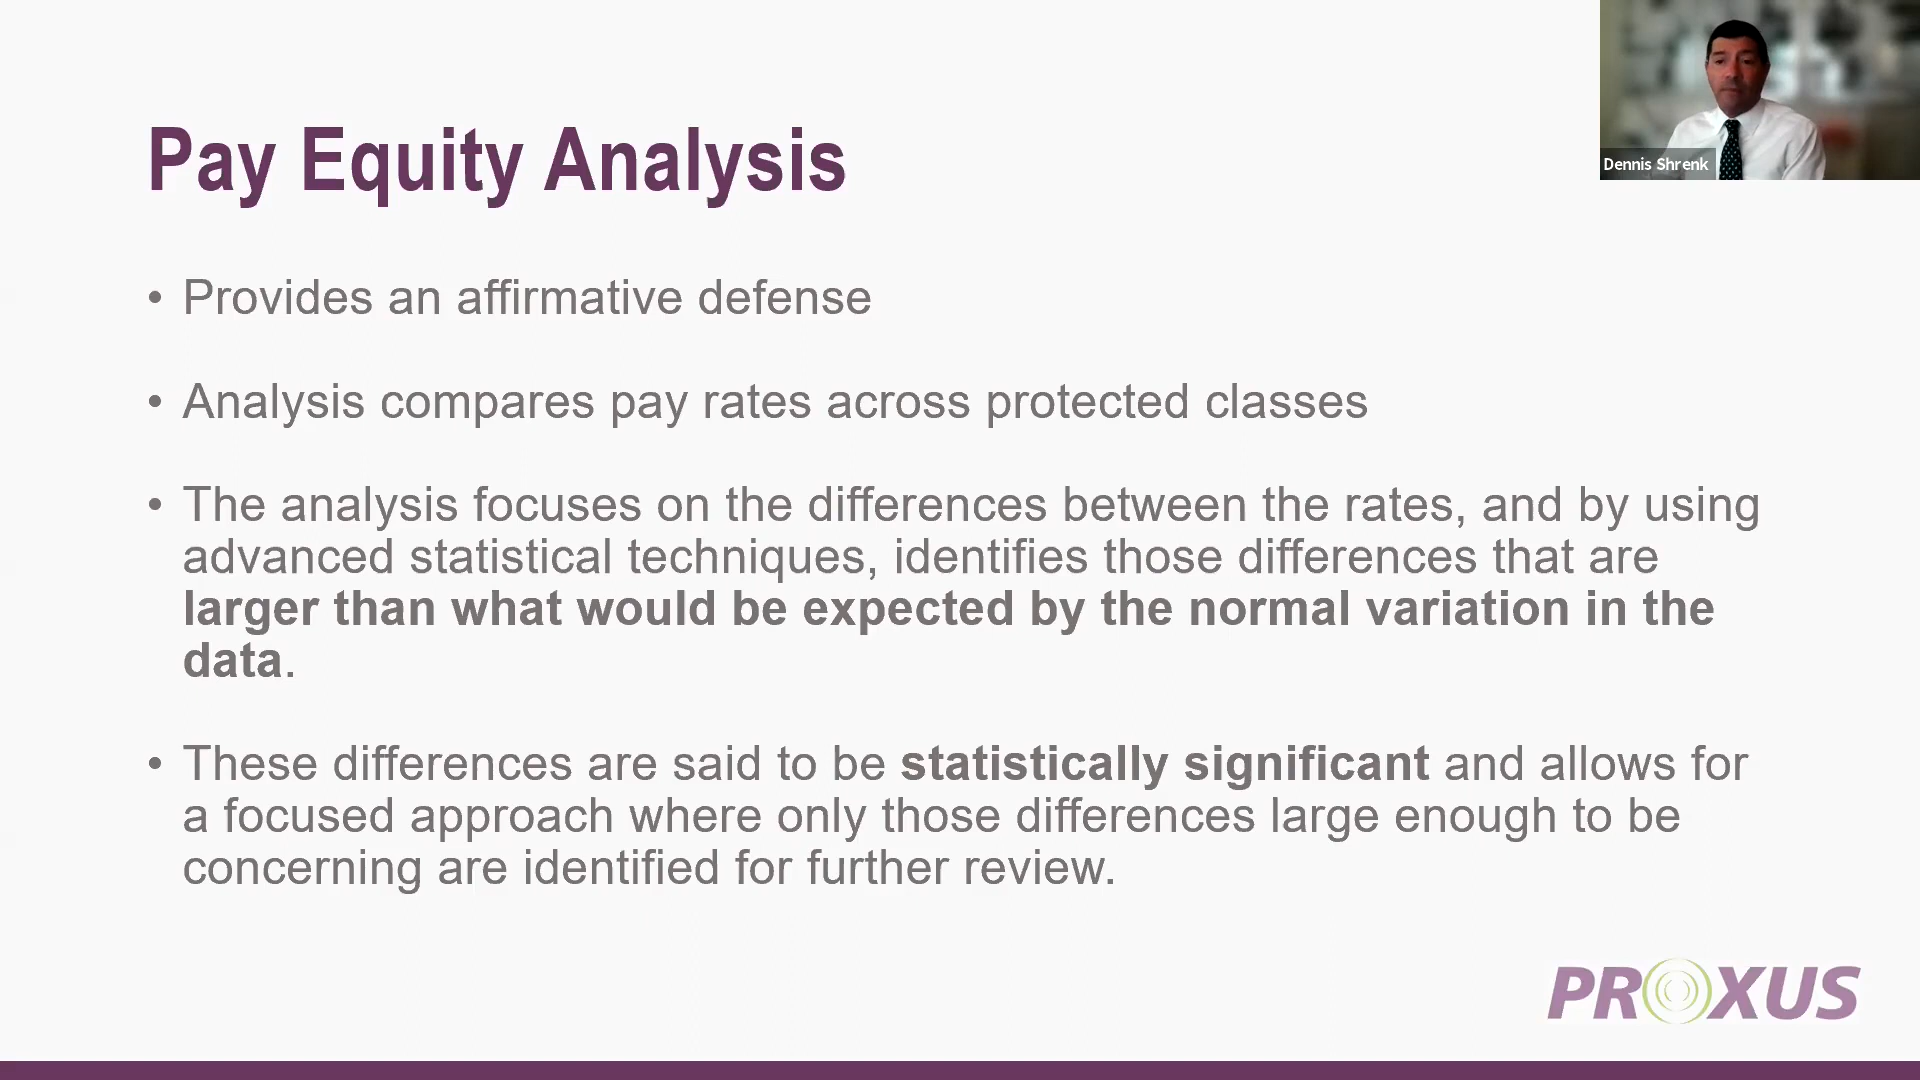 Dennis Shrenk
Pay Equity Analysis
• Provides an affirmative defense
• Analysis compares pay rates across protected classes
• The analysis focuses on the differences between the rates, and by using
advanced statistical techniques, identifies those differences that are
larger than what would be expected by the normal variation in the
data.
• These differences are said to be statistically significant and allows for
a focused approach where only those differences large enough to be
concerning are identified for further review.
PROXUS